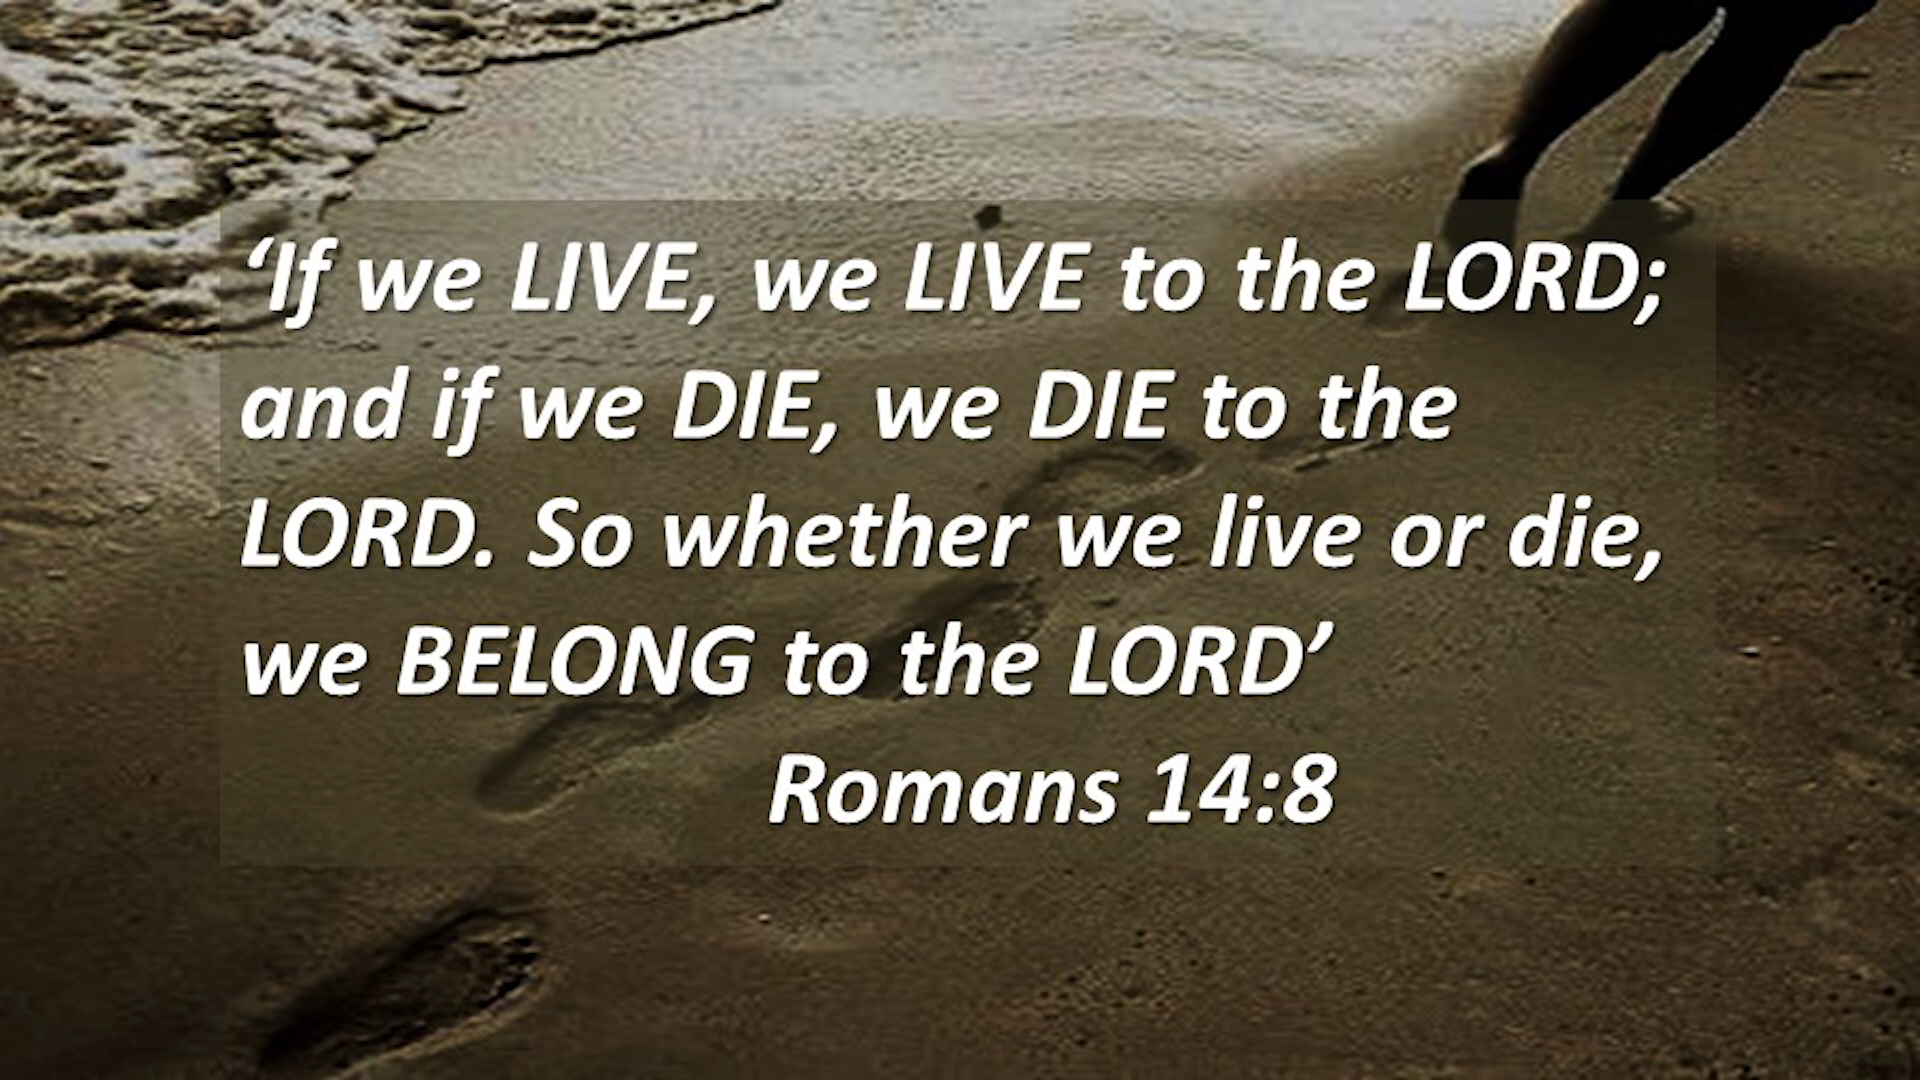 ‘If we LIVE, we LIVE to the LORD;
and if we DIE, we DIE to the
LORD. So whether we live or die,
we BELONG to the LORD’
Romans 14:8